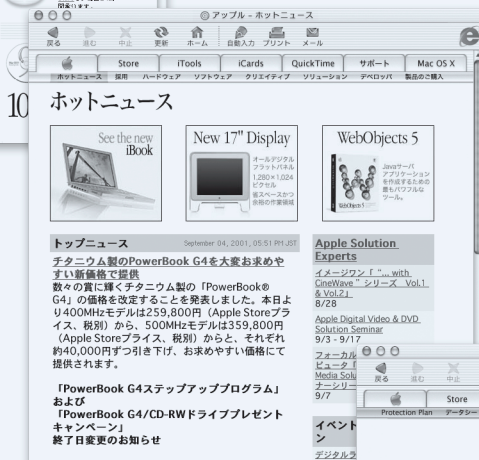 開きます。
アップル - ホットニュース
戻る 進む 中止 更新 ホーム 自動入力 プリント メール
Store iTools iCards QuickTime サポート Mac OS X
ホットニュース 採用 ハードウェア ソフトウェア クリエイティブ ソリューション デベロッパ 製品のご購入
10
ホットニュース
See the new
iBook
New 17" Display
オールデジタル
フラットパネル
1,280×1,024
ピクセル
省スペースかつ
余裕の作業領域
WebObjects 5
Javaサーバ
アプリケーション
を作成するための
最もパワフルな
ツール。
WebObjects 5
トップニュース
September 04, 2001, 05:51 PM JST
チタニウム製のPowerBook G4を大変お求めや
すい新価格で提供
数々の賞に輝くチタニウム製の「PowerBook®
G4」の価格を改定することを発表しました。本日よ
り400MHzモデルは259,800円（Apple Storeプラ
イス、税別）から、500MHzモデルは359,800円
（Apple Storeプライス、税別）からと、それぞれ
約40,000円ずつ引き下げ、お求めやすい価格にて
提供されます。
「PowerBook G4ステップアッププログラム」
および
「PowerBook G4/CD-RWドライブプレゼント
キャンペーン」
終了日変更のお知らせ
Apple Solution
Experts
イメージワン「 "... with
CineWave " シリーズ Vol.1
& Vol.2」
8/28
Apple Digital Video & DVD
Solution Seminar
9/3 - 9/17
フォーカル
ピュータ「
Media Solu
ナーシリー
9/7
イベント
ン
デジタルラ
戻る 進む 中止
Store
Protection Plan データシー